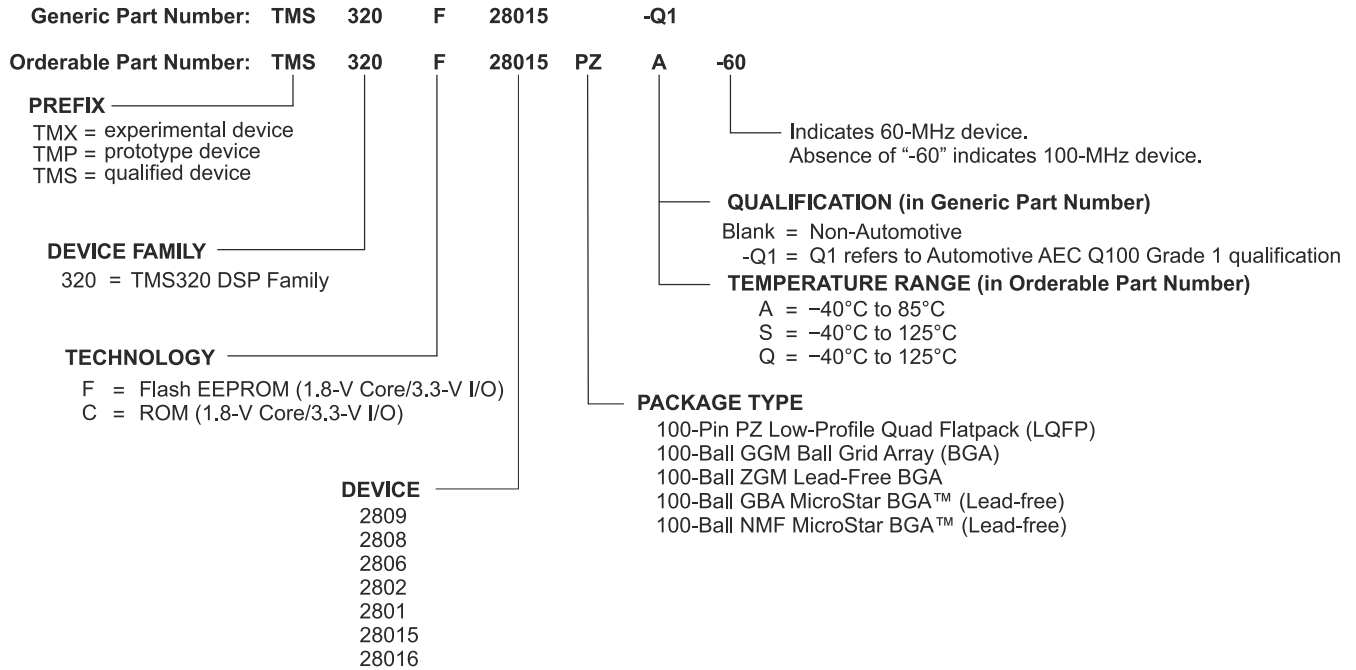 Generic Part Number: TMS 320 F 28015 -Q1
Orderable Part Number: TMS 320 F 28015 PZ A -60
PREFIX
TMX = experimental device
TMP = prototype device
TMS = qualified device
Indicates 60-MHz device.
Absence of “-60” indicates 100-MHz device.
QUALIFICATION (in Generic Part Number)
Blank = Non-Automotive
-Q1 = Q1 refers to Automotive AEC Q100 Grade 1 qualification
DEVICE FAMILY
320 = TMS320 DSP Family
TEMPERATURE RANGE (in Orderable Part Number)
A = −40°C to 85°C
S = −40°C to 125°C
Q = −40°C to 125°C
TECHNOLOGY
F = Flash EEPROM (1.8-V Core/3.3-V I/O)
C = ROM (1.8-V Core/3.3-V I/O)
PACKAGE TYPE
100-Pin PZ Low-Profile Quad Flatpack (LQFP)
100-Ball GGM Ball Grid Array (BGA)
100-Ball ZGM Lead-Free BGA
100-Ball GBA MicroStar BGA™ (Lead-free)
100-Ball NMF MicroStar BGA™ (Lead-free)
DEVICE
2809
2808
2806
2802
2801
28015
28016